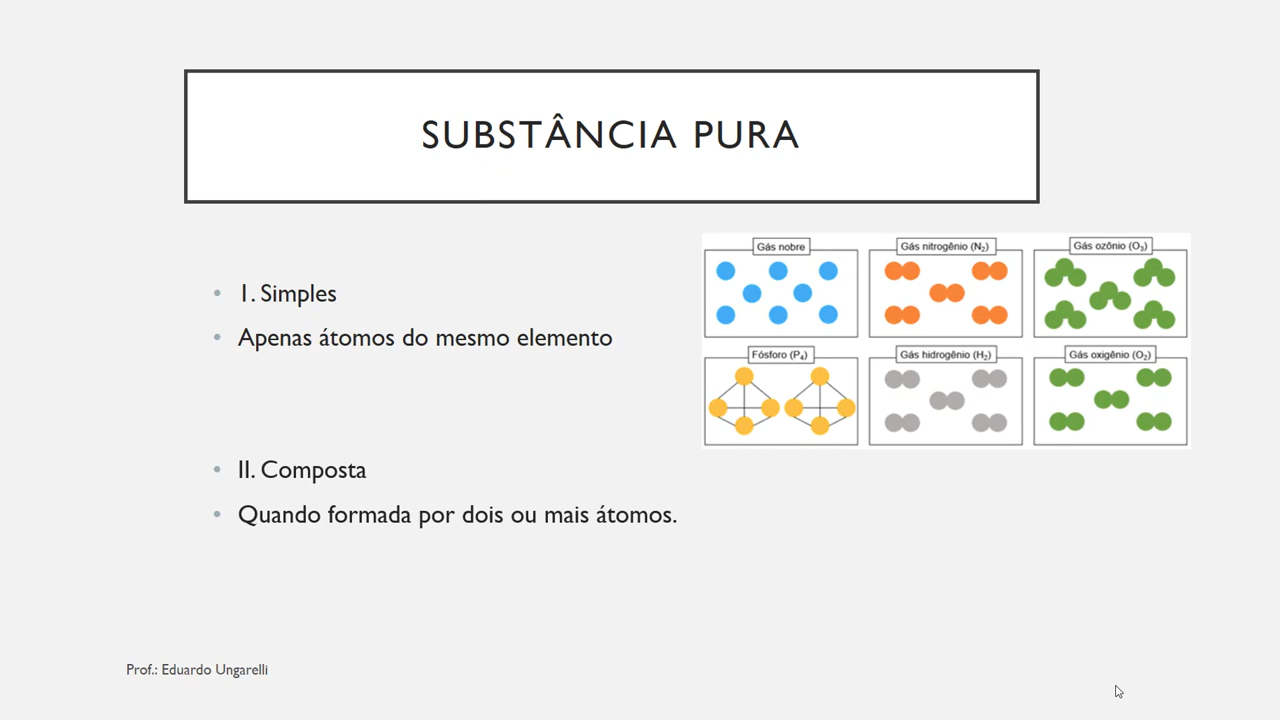 SUBSTÂNCIA PURA
• I. Simples
• Apenas átomos do mesmo elemento
• II. Composta
• Quando formada por dois ou mais átomos.
Gás nobre
Gás nitrogênio (N₂)
Gás ozônio (O₃)
Fósforo (P₄)
Gás hidrogênio (H₂)
Gás oxigênio (O₂)
Prof.: Eduardo Ungarelli